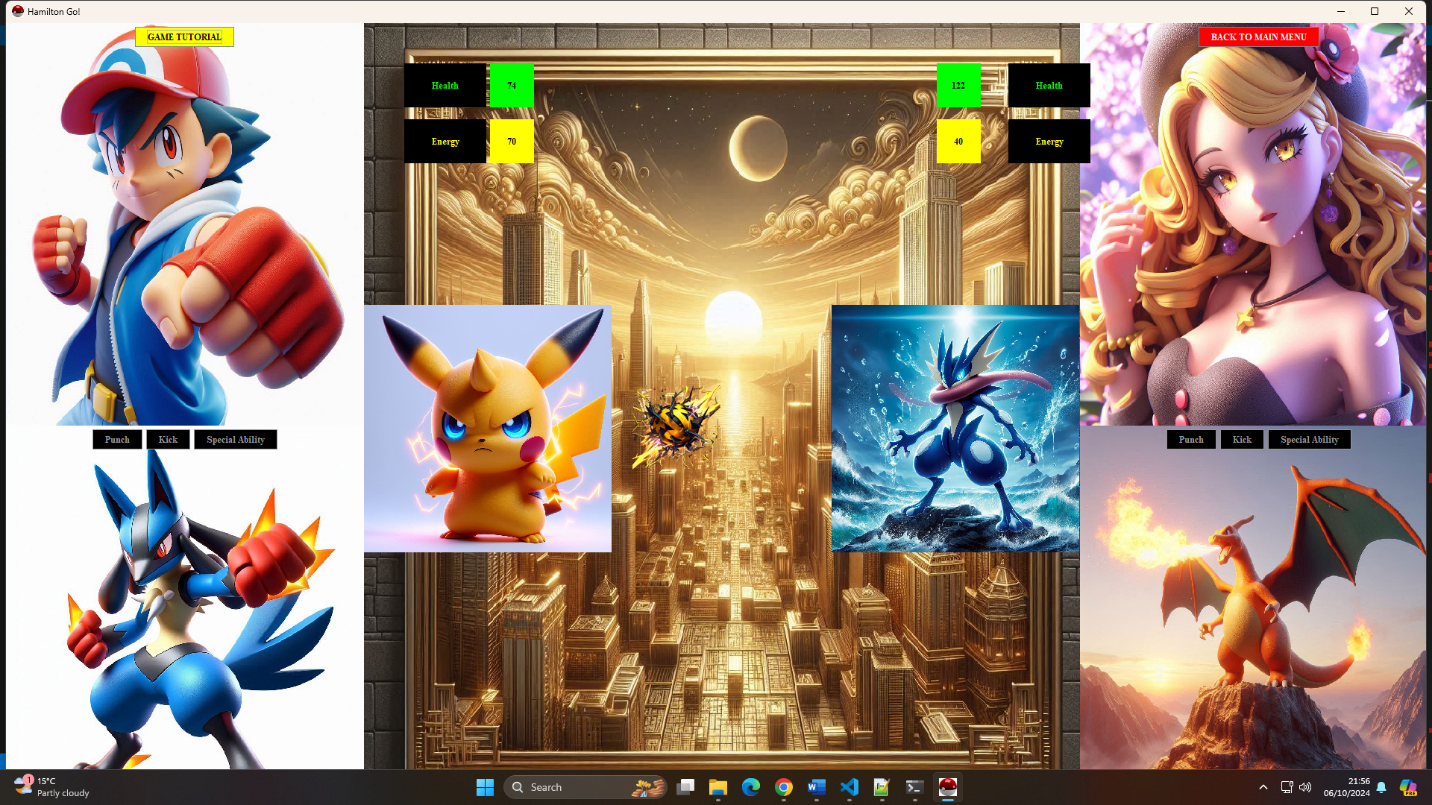 Hamilton Go!
GAME TUTORIAL
BACK TO MAIN MENU
Health 74
122 Health
Energy 70
40 Energy
Punch Kick Special Ability
Punch Kick Special Ability
1
15°C
Partly cloudy
Search
21:56
06/10/2024